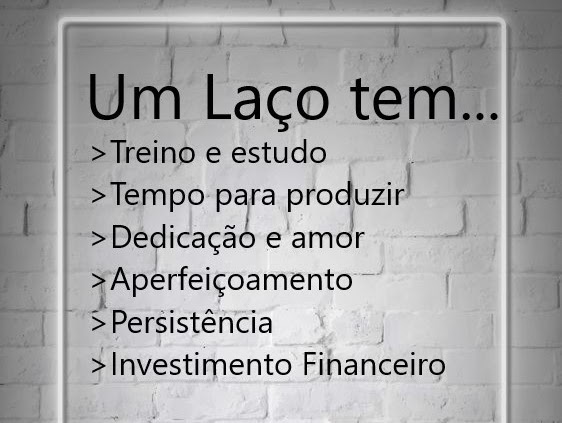 Um Laço tem...
>Treino e estudo
>Tempo para produzir
>Dedicação e amor
>Aperfeiçoamento
>Persistência
>Investimento Financeiro